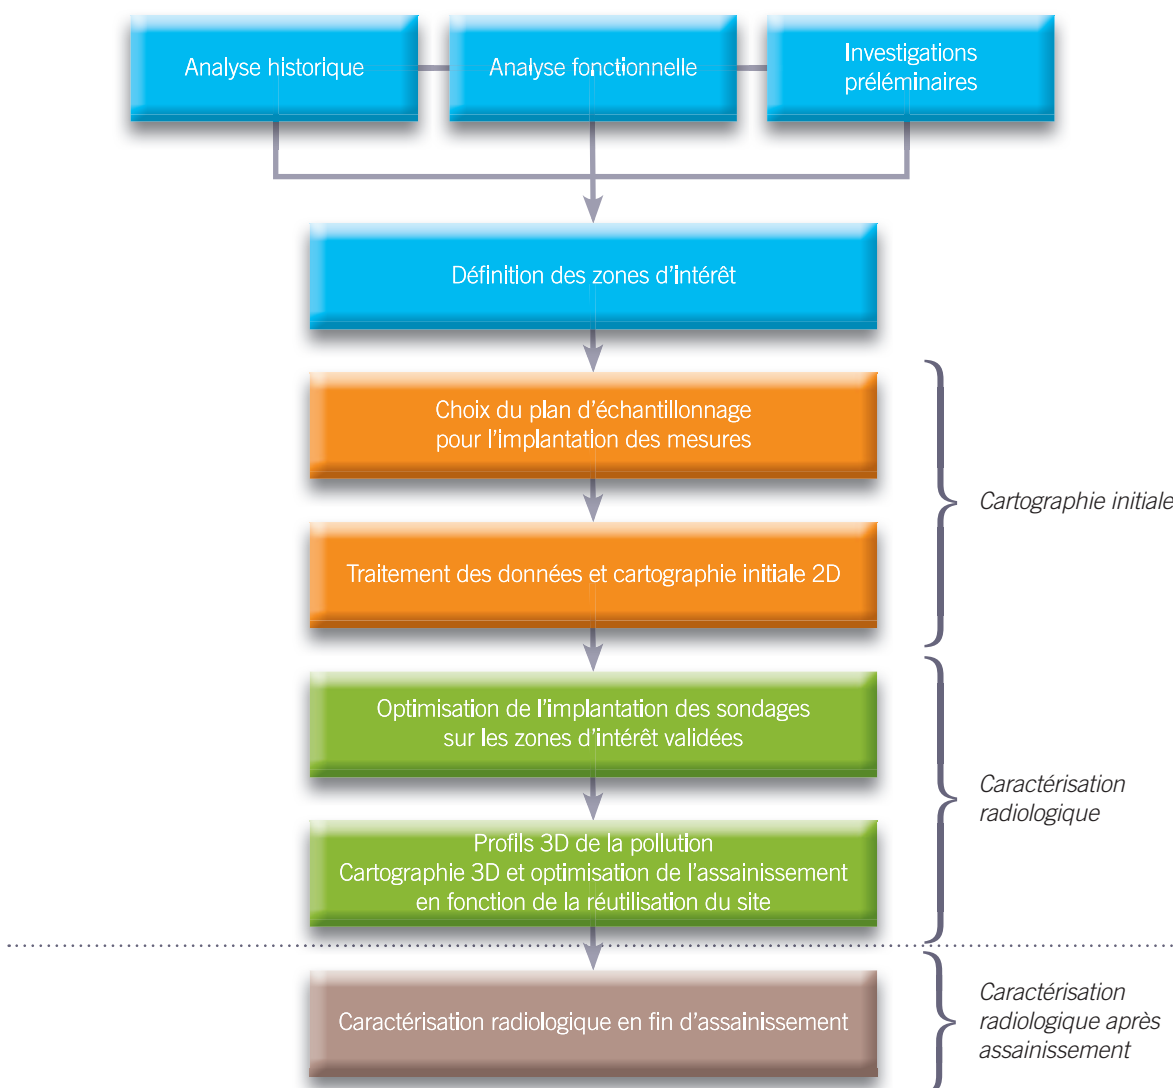 Analyse historique
Analyse fonctionnelle
Investigations
préléminaires
Définition des zones d'intérêt
Choix du plan d'échantillonnage
pour l'implantation des mesures
Traitement des données et cartographie initiale 2D
Cartographie initiale
Optimisation de l'implantation des sondages
sur les zones d'intérêt validées
Profils 3D de la pollution
Cartographie 3D et optimisation de l'assainissement
en fonction de la réutilisation du site
Caractérisation
radiologique
Caractérisation radiologique en fin d'assainissement
Caractérisation
radiologique après
assainissement